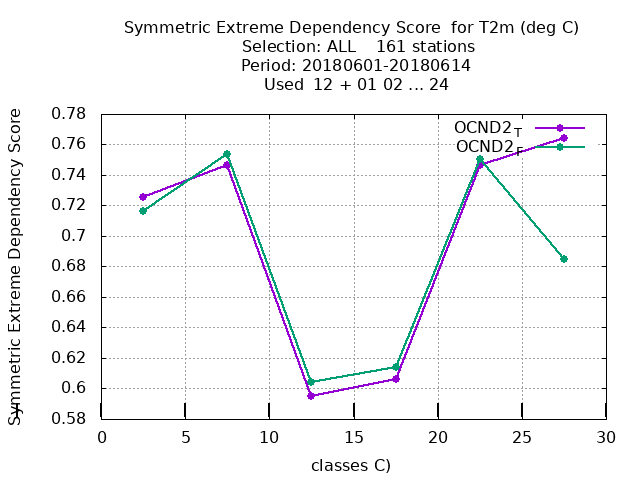 Symmetric Extreme Dependency Score  for T2m (deg C)
Selection: ALL    161 stations
Period: 20180601-20180614
Used  12 + 01 02 ... 24
Symmetric Extreme Dependency Score
0.78
0.76
0.74
0.72
0.7
0.68
0.66
0.64
0.62
0.6
0.58
OCND2 T
OCND2 F
0 5 10 15 20 25 30
classes C)